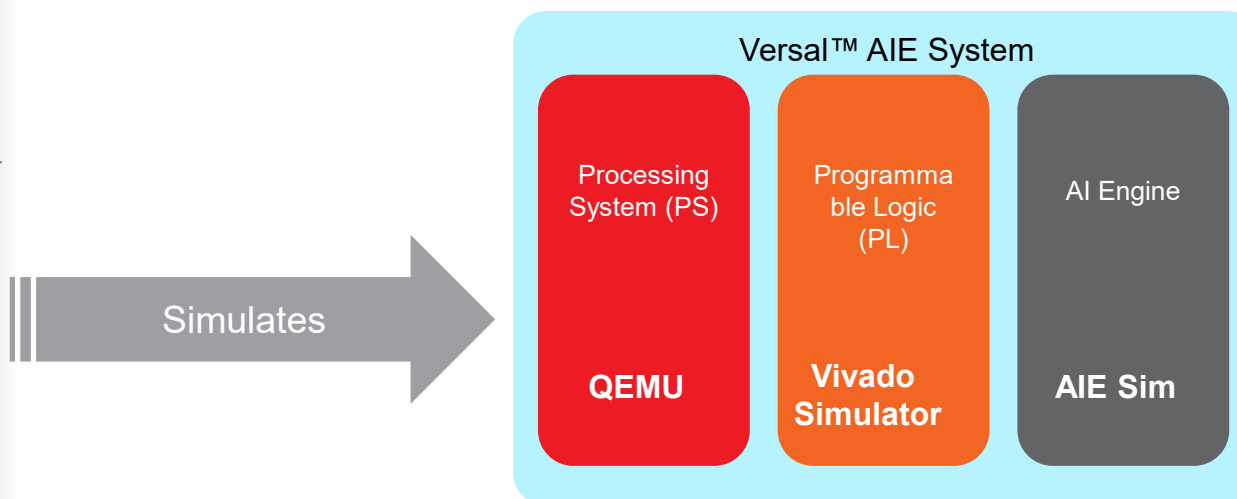 Versal™ AIE System
Simulates
Processing
System (PS)
QEMU
Programma
ble Logic
(PL)
Vivado
Simulator
AI Engine
AIE Sim